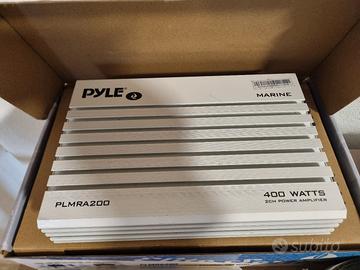 PYLE
MARINE
PLMRA200
400 WATTS
2CH POWER AMPLIFIER
subito